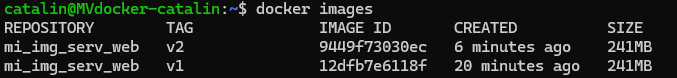 catalin@MVdocker-catalin:~$ docker images
REPOSITORY TAG IMAGE ID CREATED SIZE
mi_img_serv_web v2 9449f73030ec 6 minutes ago 241MB
mi_img_serv_web v1 12dfb7e6118f 20 minutes ago 241MB